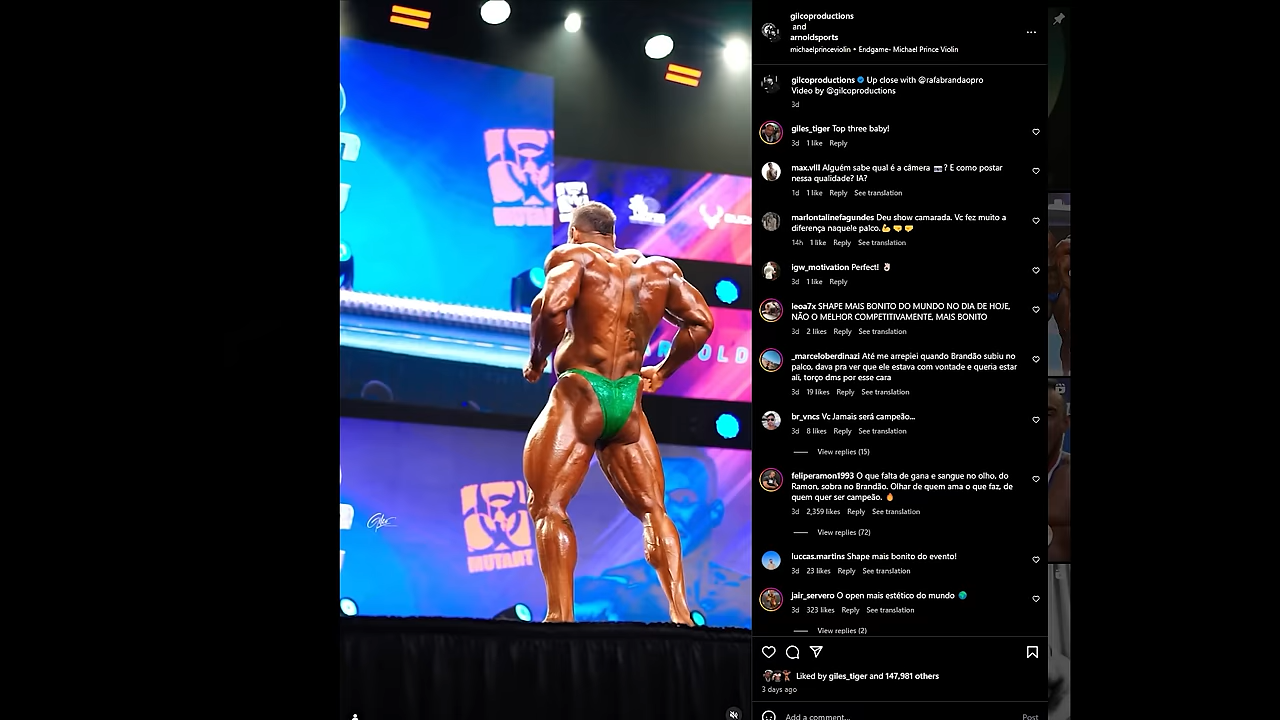 MUTANT
OLD
MUTANT
gilcoproductions
and
arnoldsports
michaelprinceviolin • Endgame- Michael Prince Violin
gilcoproductions Up close with @rafabrandaopro
Video by @gilcoproductions
3d
giles_tiger Top three baby!
3d 1 like Reply
max.vlll Alguém sabe qual é a câmera 📷? E como postar
nessa qualidade? IA?
1d 1 like Reply See translation
marlontalinefagundes Deu show camarada. Vc fez muito a
diferença naquele palco.💪🤜🤛
14h 1 like Reply See translation
igw_motivation Perfect! 👌🏻
3d 1 like Reply
leoa7x SHAPE MAIS BONITO DO MUNDO NO DIA DE HOJE,
NÃO O MELHOR COMPETITIVAMENTE, MAIS BONITO
3d 2 likes Reply See translation
_marceloberdinazi Até me arrepiei quando Brandão subiu no
palco, dava pra ver que ele estava com vontade e queria estar
ali, torço dms por esse cara
3d 19 likes Reply See translation
br_vncs Vc Jamais será campeão...
3d 8 likes Reply See translation
View replies (15)
feliperamon1993 O que falta de gana e sangue no olho, do
Ramon, sobra no Brandão. Olhar de quem ama o que faz, de
quem quer ser campeão. 🔥
3d 2,359 likes Reply See translation
View replies (72)
luccas.martins Shape mais bonito do evento!
3d 23 likes Reply See translation
jair_servero O open mais estético do mundo 🌎
3d 323 likes Reply See translation
View replies (2)
Liked by giles_tiger and 147,981 others
3 days ago
Add a comment...
Post